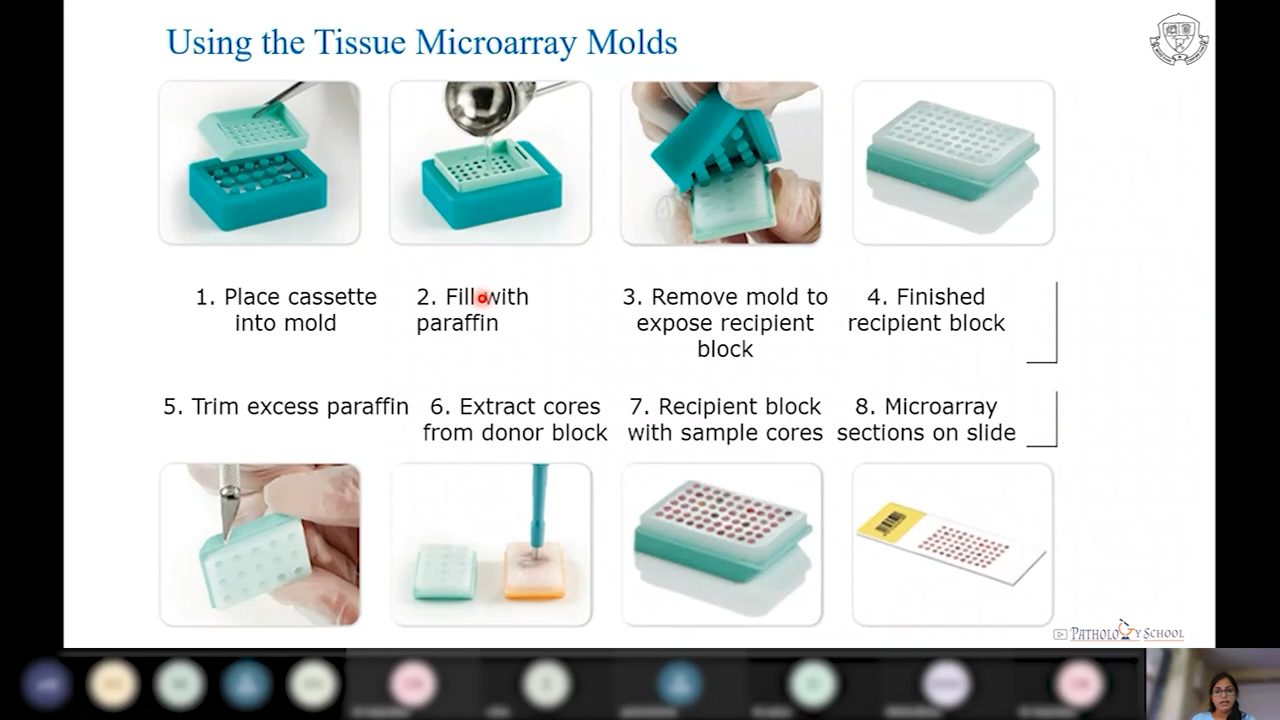 Using the Tissue Microarray Molds
1. Place cassette
into mold
2. Fill with
paraffin
3. Remove mold to
expose recipient
block
4. Finished
recipient block
5. Trim excess paraffin
6. Extract cores
from donor block
7. Recipient block
with sample cores
8. Microarray
sections on slide
PATHOLOGY SCHOOL